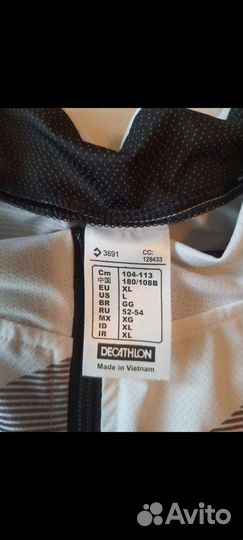 3691 CC: 128433
Cm 104-113
中国 180/108B
EU XL
US L
BR GG
RU 52-54
MX XG
ID XL
IR XL
DECATHLON
Made in Vietnam
Avito